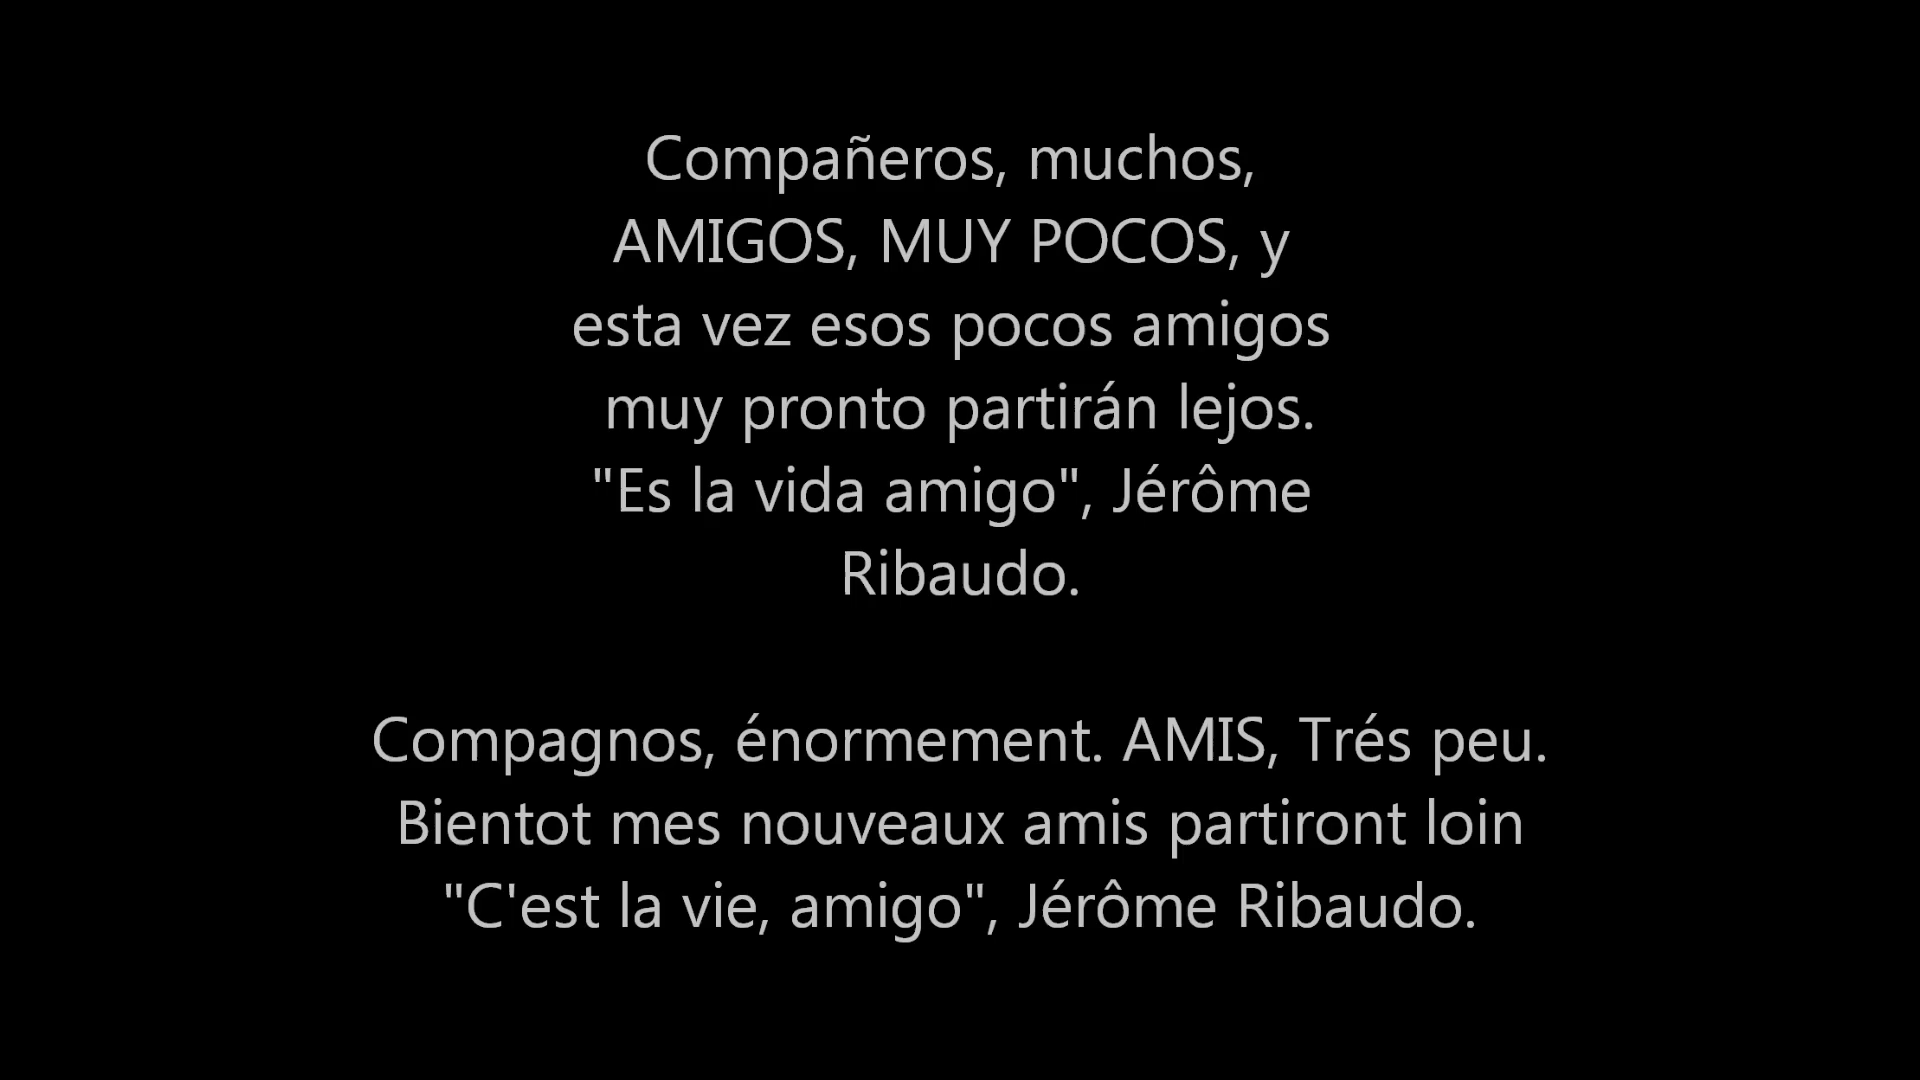 Compañeros, muchos,
AMIGOS, MUY POCOS, y
esta vez esos pocos amigos
muy pronto partirán lejos.
"Es la vida amigo", Jérôme
Ribaudo.
Compagnos, énormement. AMIS, Trés peu.
Bientot mes nouveaux amis partiront loin
"C'est la vie, amigo", Jérôme Ribaudo.